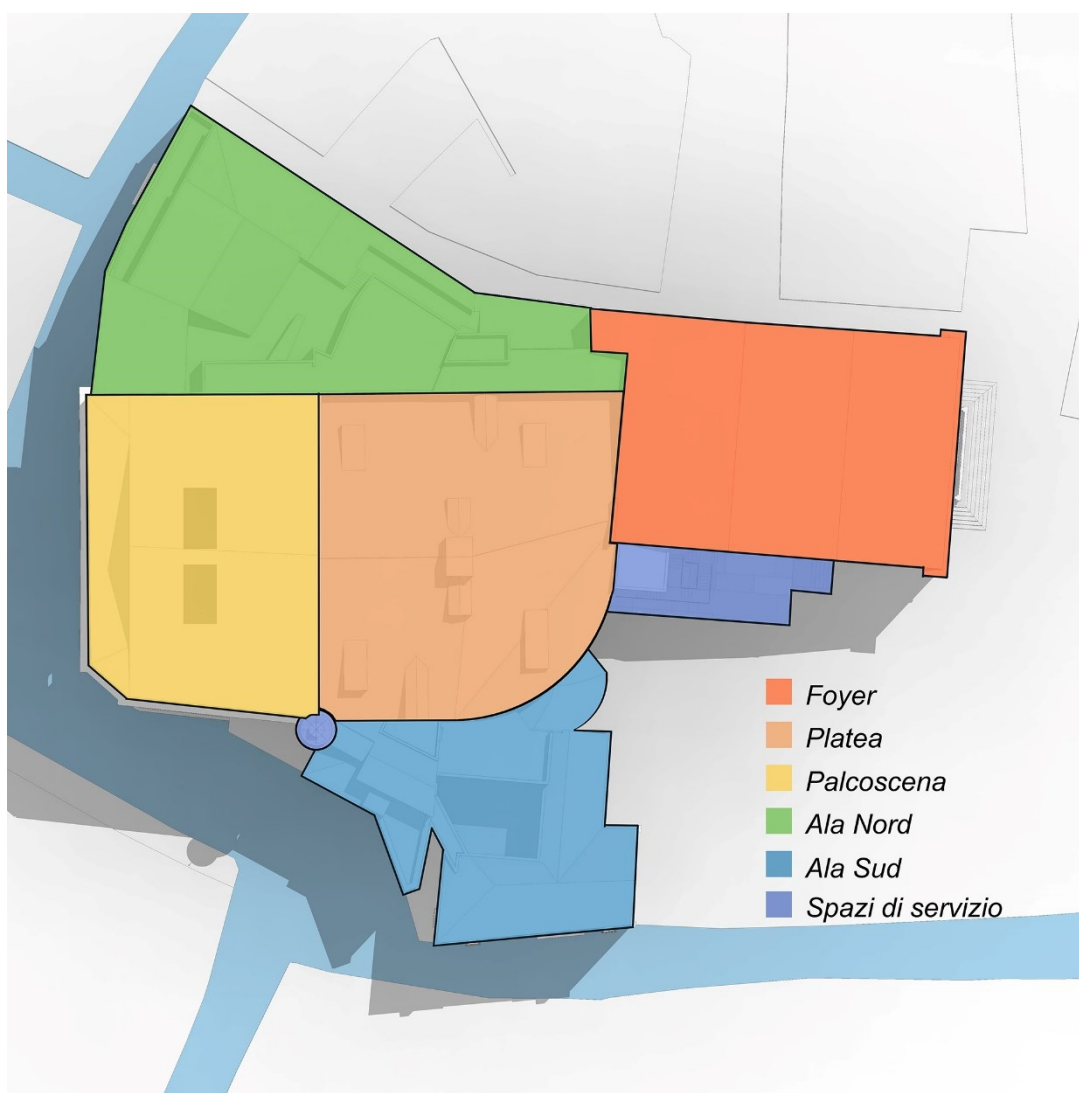 Foyer
Platea
Palcoscena
Ala Nord
Ala Sud
Spazi di servizio